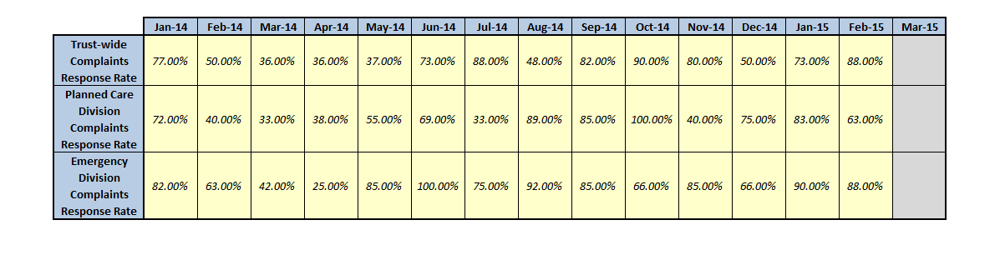 Jan-14 Feb-14 Mar-14 Apr-14 May-14 Jun-14 Jul-14 Aug-14 Sep-14 Oct-14 Nov-14 Dec-14 Jan-15 Feb-15 Mar-15
Trust-wide
Complaints
Response Rate
77.00% 50.00% 36.00% 36.00% 37.00% 73.00% 88.00% 48.00% 82.00% 90.00% 80.00% 50.00% 73.00% 88.00%
Planned Care
Division
Complaints
Response Rate
72.00% 40.00% 33.00% 38.00% 55.00% 69.00% 33.00% 89.00% 85.00% 100.00% 40.00% 75.00% 83.00% 63.00%
Emergency
Division
Complaints
Response Rate
82.00% 63.00% 42.00% 25.00% 85.00% 100.00% 75.00% 92.00% 85.00% 66.00% 85.00% 66.00% 90.00% 88.00%